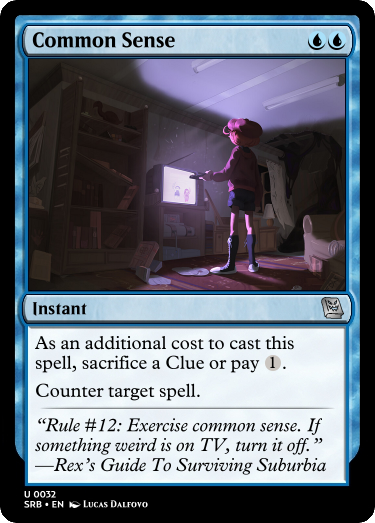 Common Sense
Instant
As an additional cost to cast this
spell, sacrifice a Clue or pay 1.
Counter target spell.
“Rule #12: Exercise common sense. If
something weird is on TV, turn it off.”
—Rex’s Guide To Surviving Suburbia
U 0032
SRB • EN Lucas Dalfovo